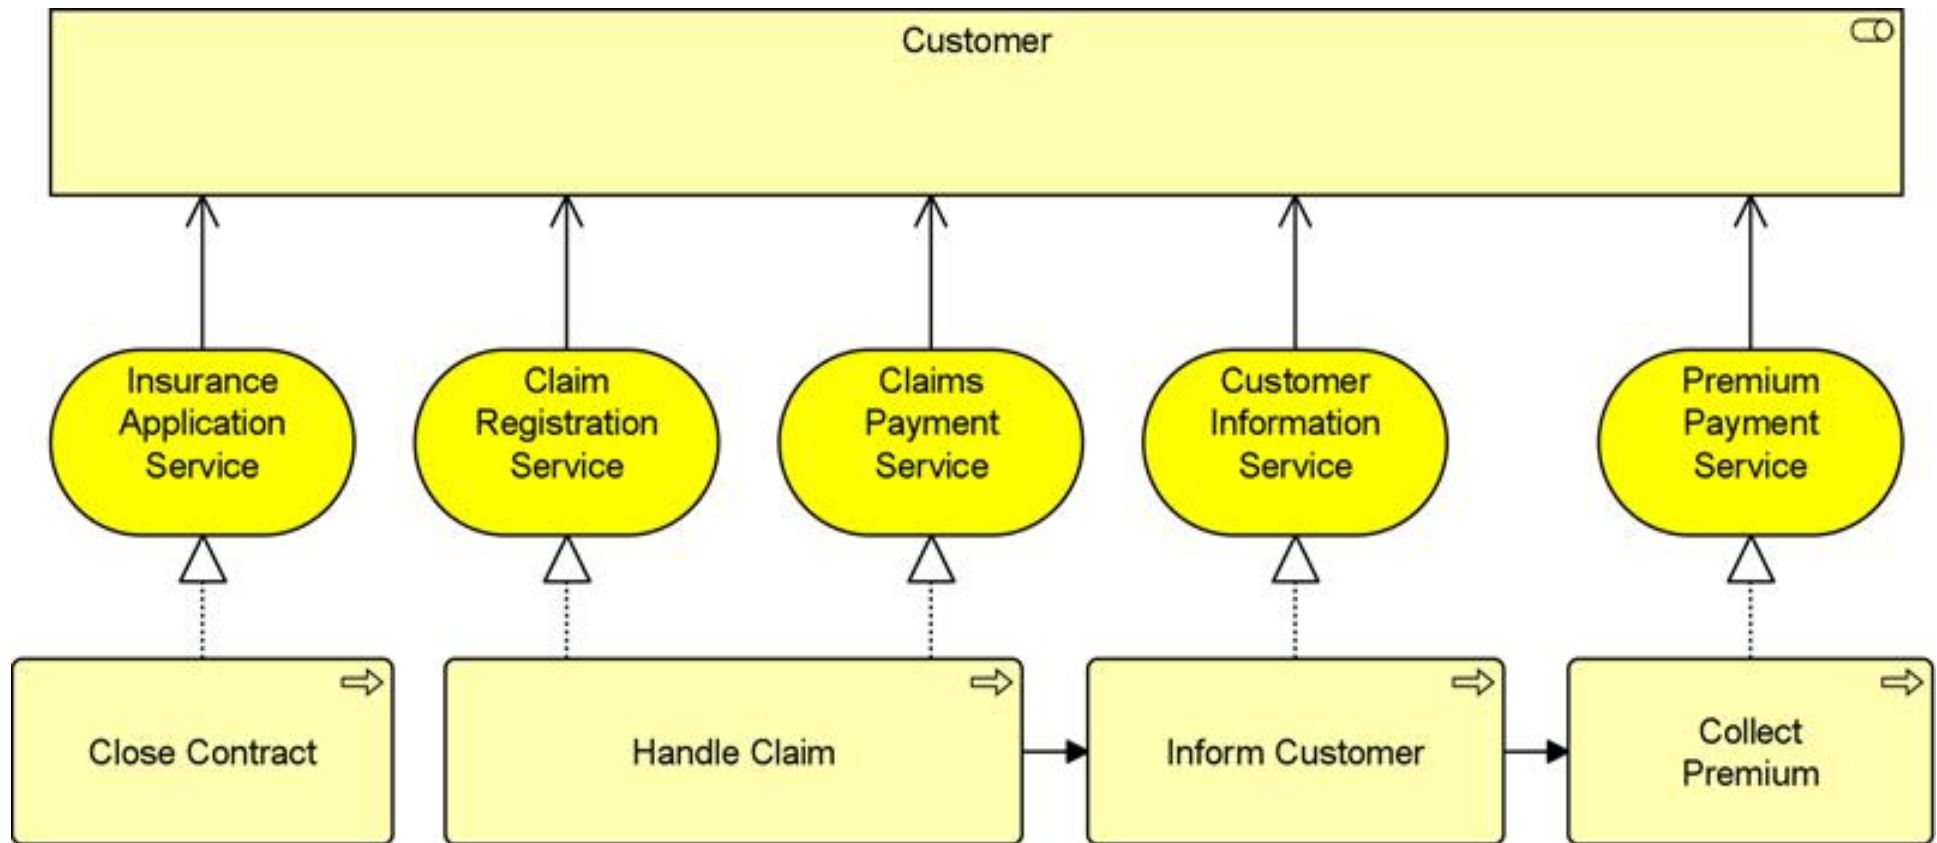 Customer
Insurance
Application
Service
Claim
Registration
Service
Claims
Payment
Service
Customer
Information
Service
Premium
Payment
Service
Close Contract
Handle Claim
Inform Customer
Collect
Premium